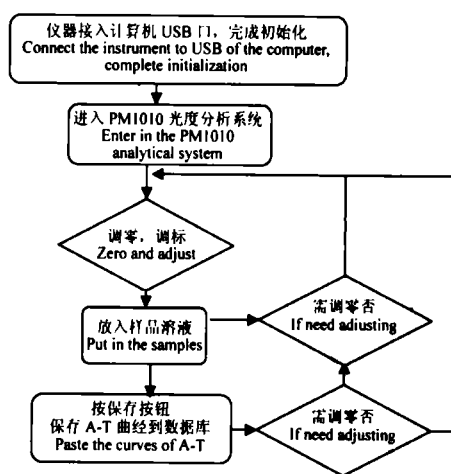 仪器接入计算机 USB 门，完成初始化
Connect the instrument to USB of the computer,
complete initialization
进入 PM1010 光度分析系统
Enter in the PM1010
analytical system
调零，调标
Zero and adjust
放入样品溶液
Put in the samples
需调零否
If need adiusting
按保存按钮
保存 A-T 曲经到数据库
Paste the curves of A-T
需调零否
If need adjusting